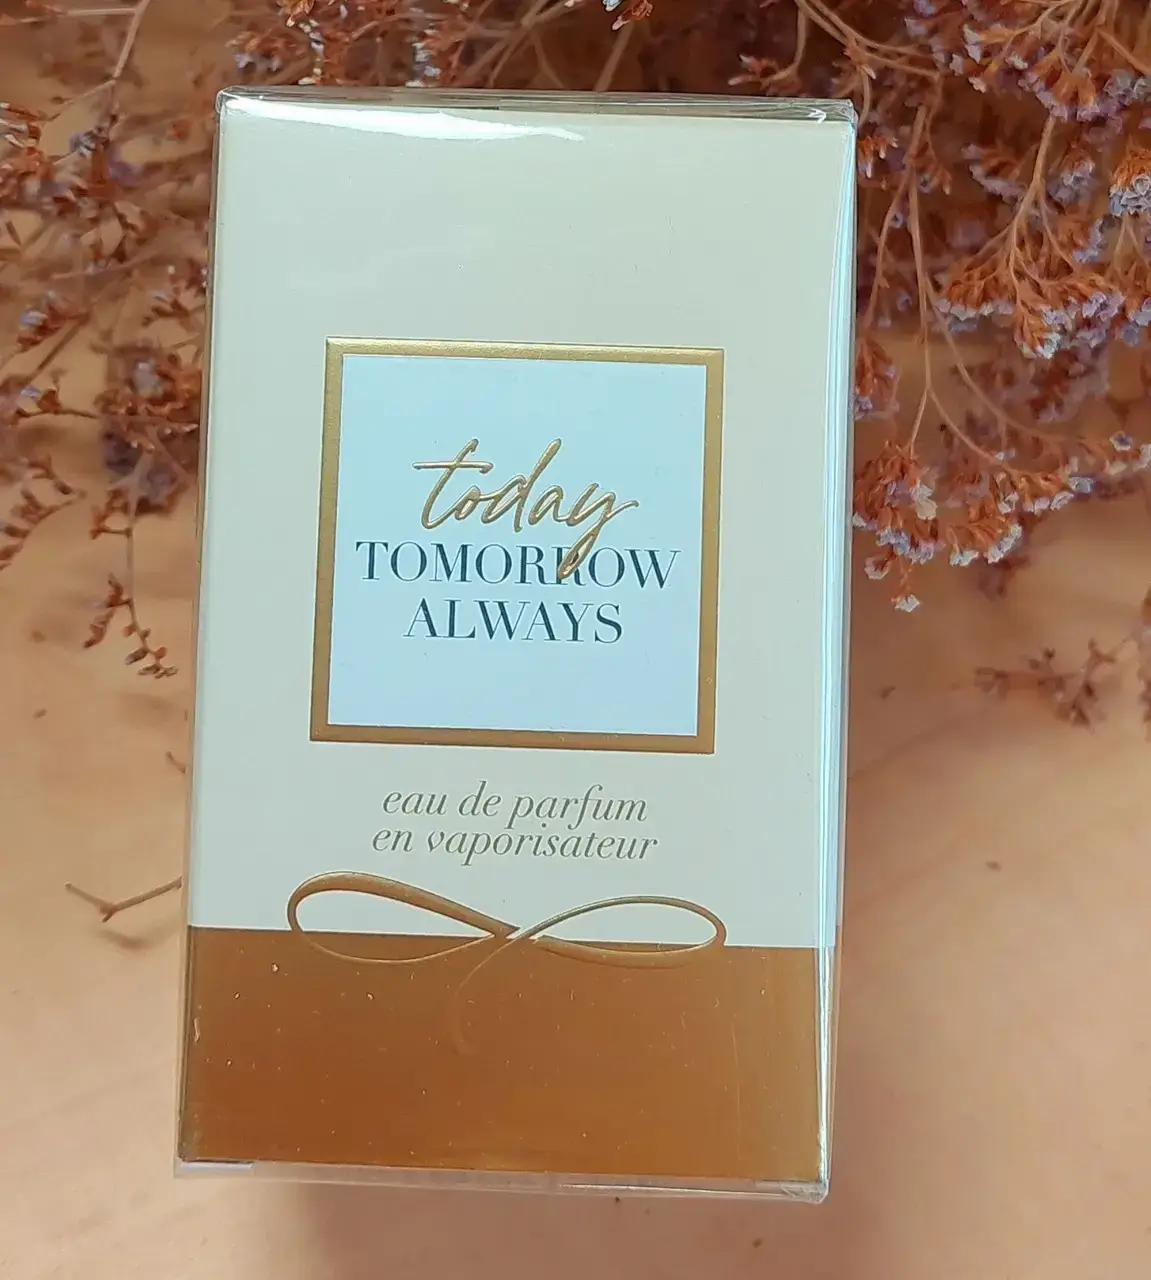 today
TOMORROW
ALWAYS
eau de parfum
en vaporisateur